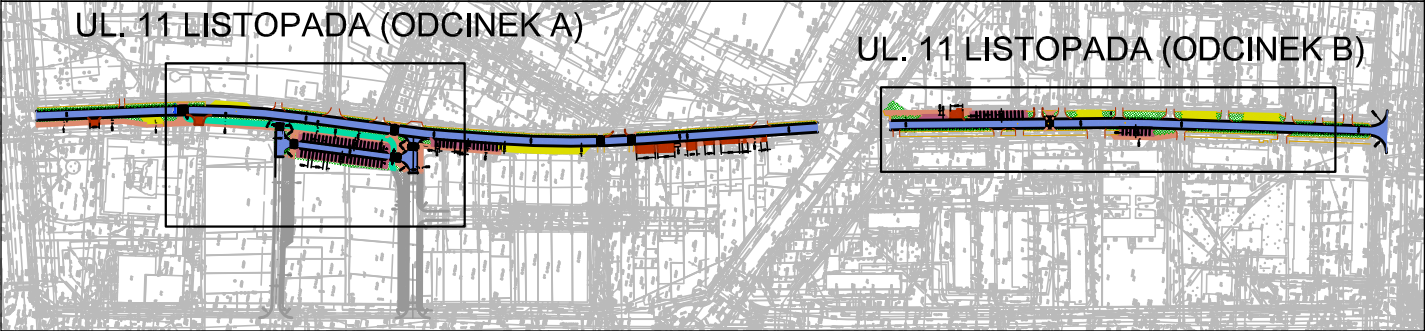 UL. 11 LISTOPADA (ODCINEK A)
UL. 11 LISTOPADA (ODCINEK B)